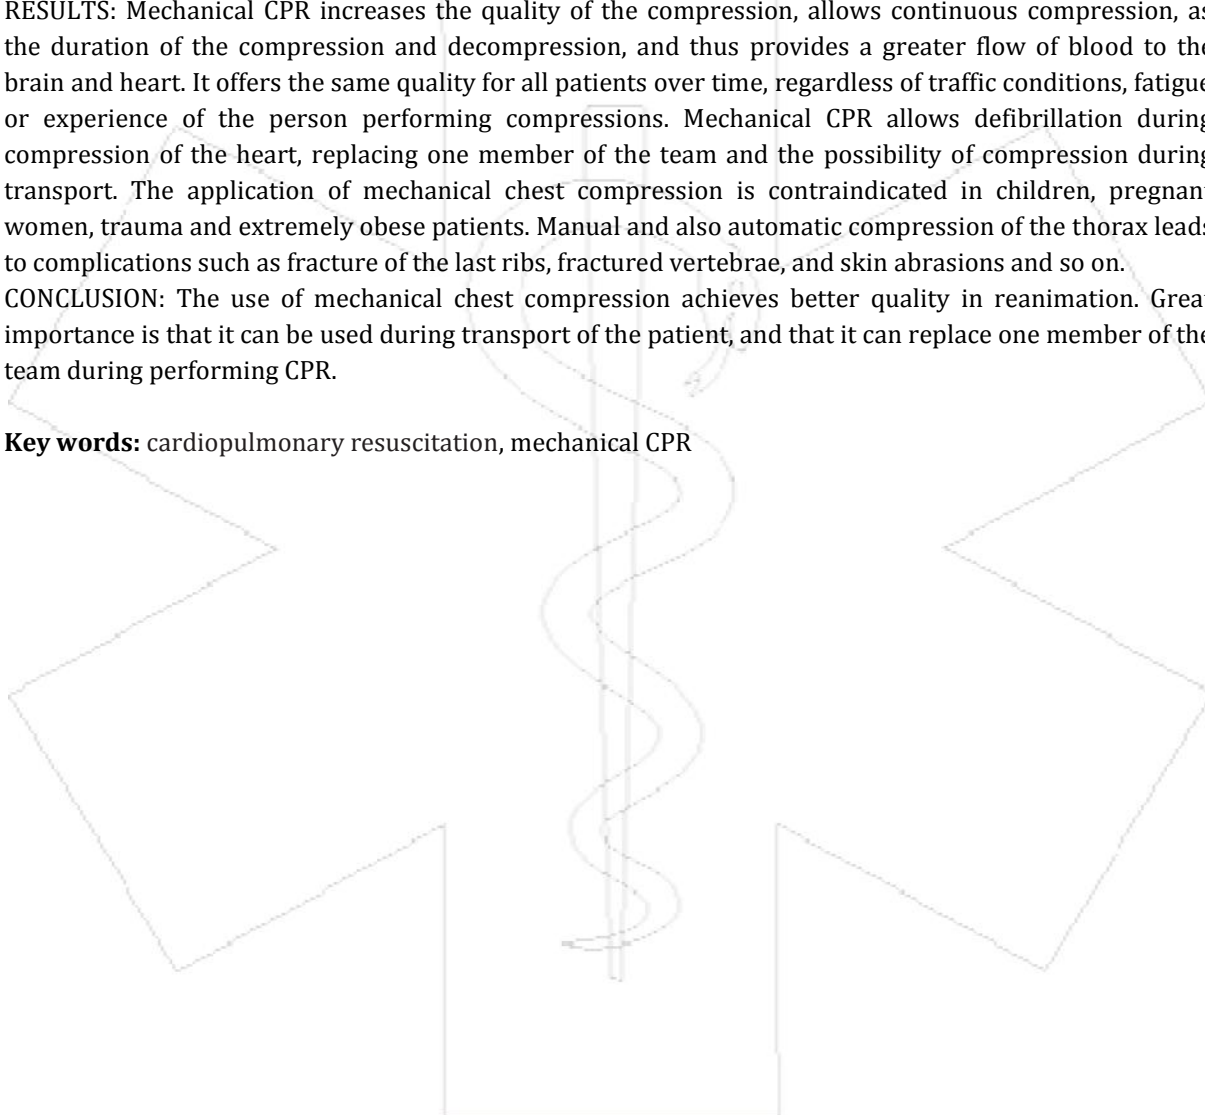 RESULTS: Mechanical CPR increases the quality of the compression, allows continuous compression, as
the duration of the compression and decompression, and thus provides a greater flow of blood to the
brain and heart. It offers the same quality for all patients over time, regardless of traffic conditions, fatigue
or experience of the person performing compressions. Mechanical CPR allows defibrillation during
compression of the heart, replacing one member of the team and the possibility of compression during
transport. The application of mechanical chest compression is contraindicated in children, pregnant
women, trauma and extremely obese patients. Manual and also automatic compression of the thorax leads
to complications such as fracture of the last ribs, fractured vertebrae, and skin abrasions and so on.
CONCLUSION: The use of mechanical chest compression achieves better quality in reanimation. Great
importance is that it can be used during transport of the patient, and that it can replace one member of the
team during performing CPR.
Key words: cardiopulmonary resuscitation, mechanical CPR